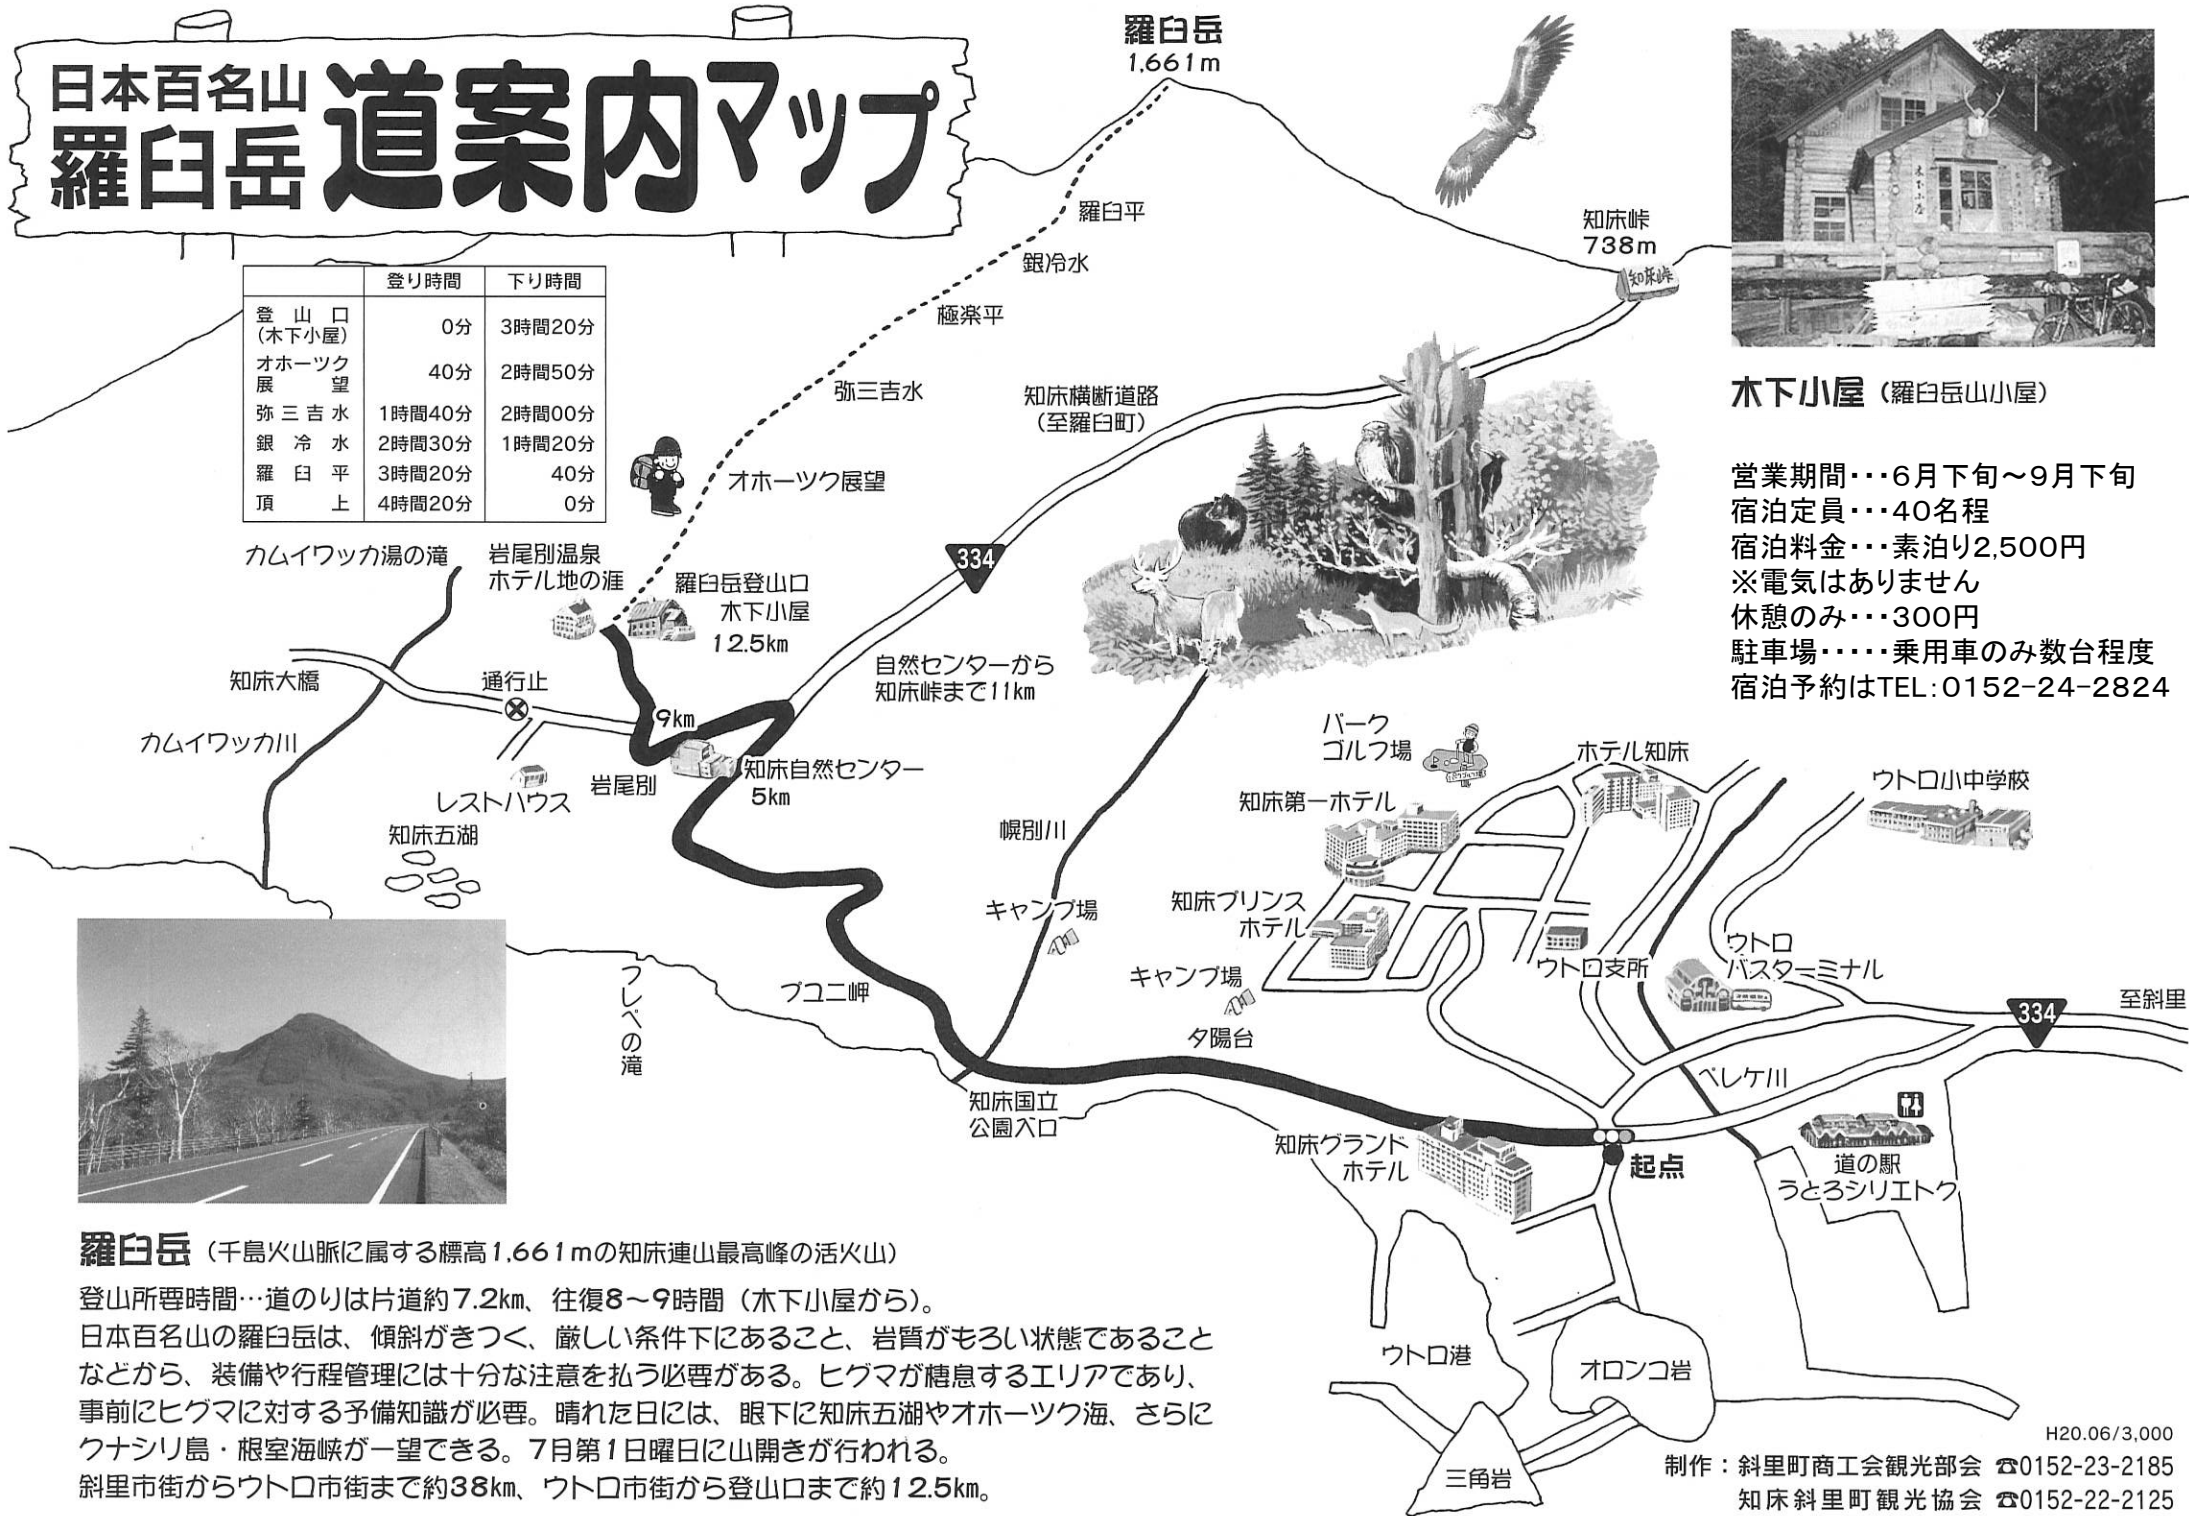 日本百名山
羅臼岳
道案内マップ
羅臼岳
1,661m
羅臼平
銀冷水
極楽平
弥三吉水
オホーツク展望
知床峠
738m
知床峠
登り時間 下り時間
登山口
(木下小屋) 0分 3時間20分
オホーツク
展望 40分 2時間50分
弥三吉水 1時間40分 2時間00分
銀冷水 2時間30分 1時間20分
羅臼平 3時間20分 40分
頂上 4時間20分 0分
知床横断道路
(至羅臼町)
334
カムイワッカ湯の滝
岩尾別温泉
ホテル地の涯
羅臼岳登山口
木下小屋
12.5km
知床大橋
通行止
9km
自然センターから
知床峠まで11km
カムイワッカ川
レストハウス
岩尾別
知床自然センター
5km
知床五湖
幌別川
キャンプ場
プユニ岬
フレペの滝
知床国立
公園入口
木下小屋
木下小屋(羅臼岳山小屋)
営業期間・・・6月下旬～9月下旬
宿泊定員・・・40名程
宿泊料金・・・素泊り2,500円
※電気はありません
休憩のみ・・・300円
駐車場・・・・・乗用車のみ数台程度
宿泊予約はTEL:0152-24-2824
パーク
ゴルフ場
ホテル知床
ウトロ小中学校
知床第一ホテル
知床プリンス
ホテル
ウトロ支所
ウトロ
バスターミナル
キャンプ場
夕陽台
334
至斜里
ペレケ川
知床グランド
ホテル
起点
道の駅
うとろシリエトク
ウトロ港
オロンコ岩
三角岩
羅臼岳(千島火山脈に属する標高1,661mの知床連山最高峰の活火山)
登山所要時間…道のりは片道約7.2km、往復8～9時間(木下小屋から)。
日本百名山の羅臼岳は、傾斜がきつく、厳しい条件下にあること、岩質がもろい状態であること
などから、装備や行程管理には十分な注意を払う必要がある。ヒグマが棲息するエリアであり、
事前にヒグマに対する予備知識が必要。晴れた日には、眼下に知床五湖やオホーツク海、さらに
クナシリ島・根室海峡が一望できる。7月第1日曜日に山開きが行われる。
斜里市街からウトロ市街まで約38km、ウトロ市街から登山口まで約12.5km。
H20.06/3,000
制作：斜里町商工会観光部会 ☎0152-23-2185
知床斜里町観光協会 ☎0152-22-2125